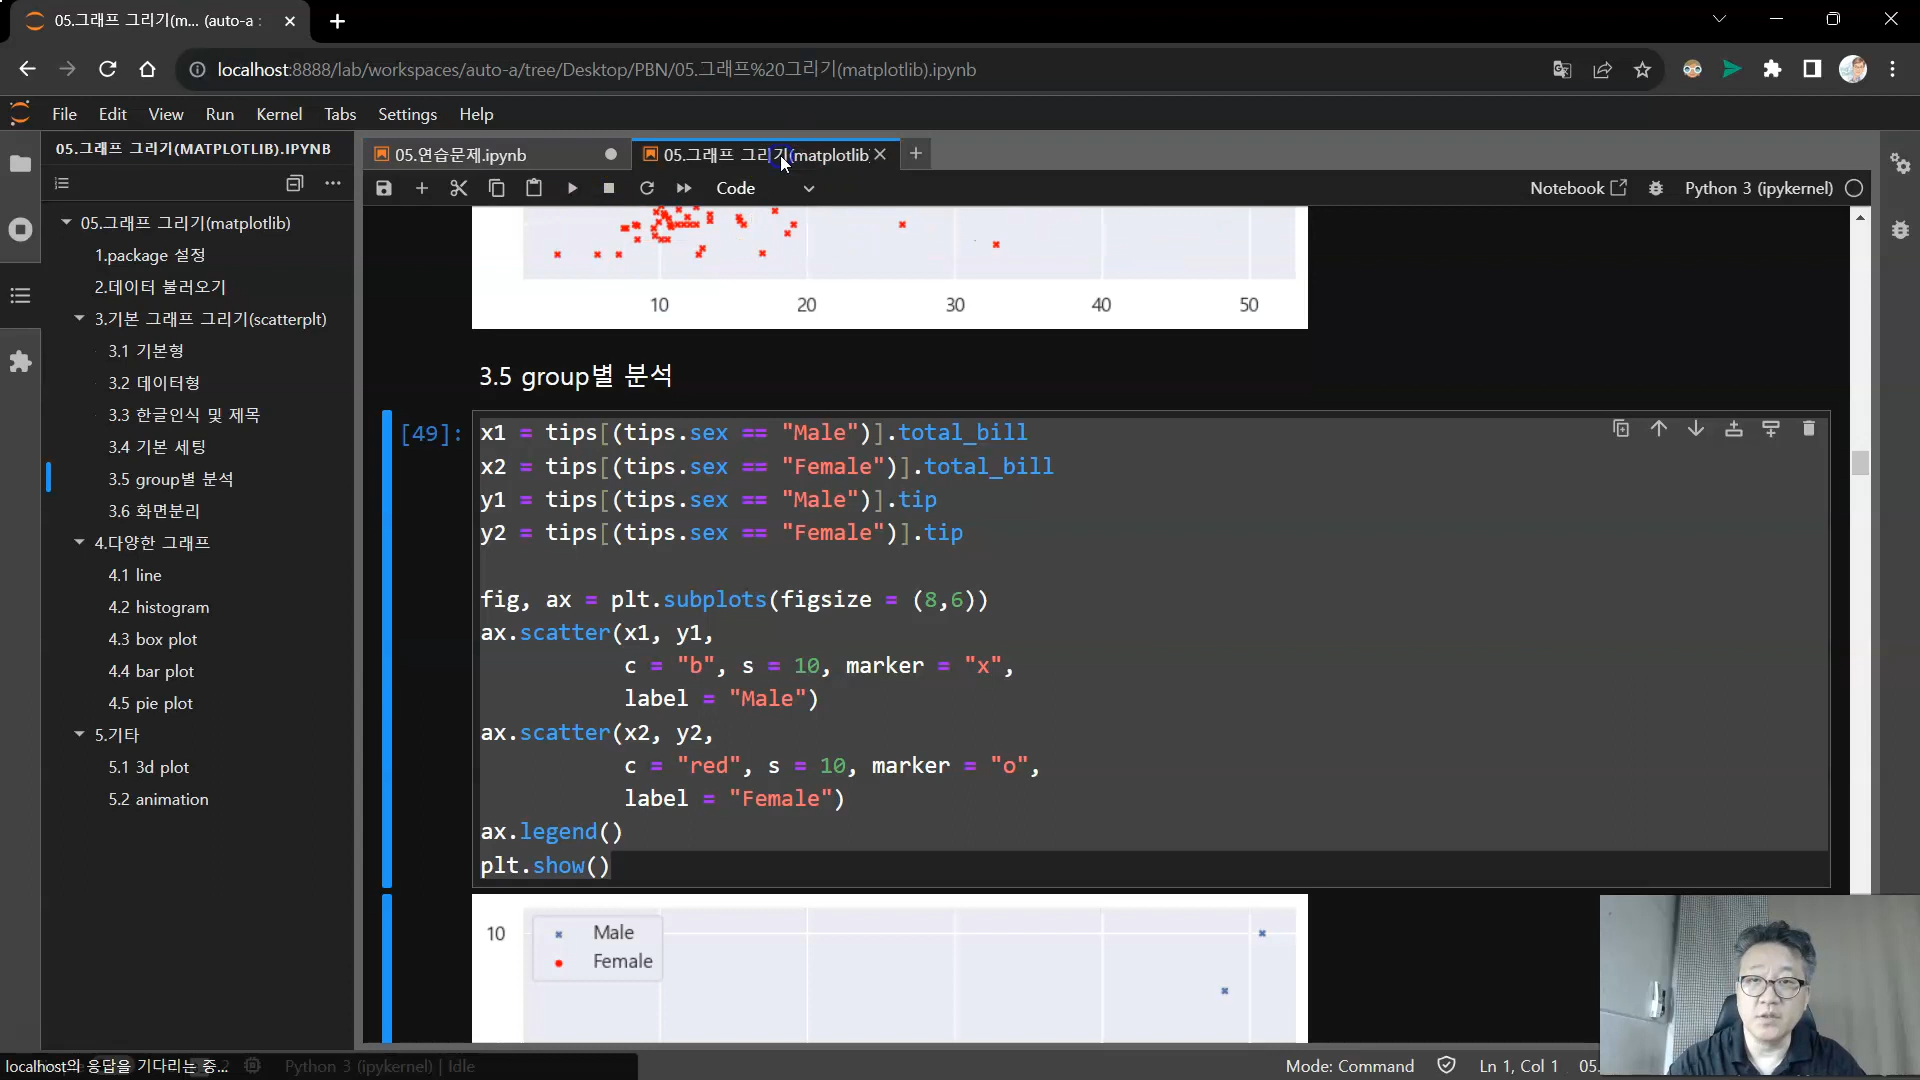 05.그래프 그리기(m... (auto-a :
localhost:8888/lab/workspaces/auto-a/tree/Desktop/PBN/05.그래프%20그리기(matplotlib).ipynb
File Edit View Run Kernel Tabs Settings Help
05.그래프 그리기(MATPLOTLIB).IPYNB
05.연습문제.ipynb
05.그래프 그리기(matplotlib)
Code
Notebook
Python 3 (ipykernel)
05.그래프 그리기(matplotlib)
1.package 설정
2.데이터 불러오기
3.기본 그래프 그리기(scatterplt)
3.1 기본형
3.2 데이터형
3.3 한글인식 및 제목
3.4 기본 세팅
3.5 group별 분석
3.6 화면분리
4.다양한 그래프
4.1 line
4.2 histogram
4.3 box plot
4.4 bar plot
4.5 pie plot
5.기타
5.1 3d plot
5.2 animation
10 20 30 40 50
3.5 group별 분석
[49]:
x1 = tips[(tips.sex == "Male")].total_bill
x2 = tips[(tips.sex == "Female")].total_bill
y1 = tips[(tips.sex == "Male")].tip
y2 = tips[(tips.sex == "Female")].tip
fig, ax = plt.subplots(figsize = (8,6))
ax.scatter(x1, y1,
c = "b", s = 10, marker = "x",
label = "Male")
ax.scatter(x2, y2,
c = "red", s = 10, marker = "o",
label = "Female")
ax.legend()
plt.show()
10
Male
Female
localhost의 응답을 기다리는 중...
Python 3 (ipykernel) | Idle
Mode: Command
Ln 1, Col 1
05.